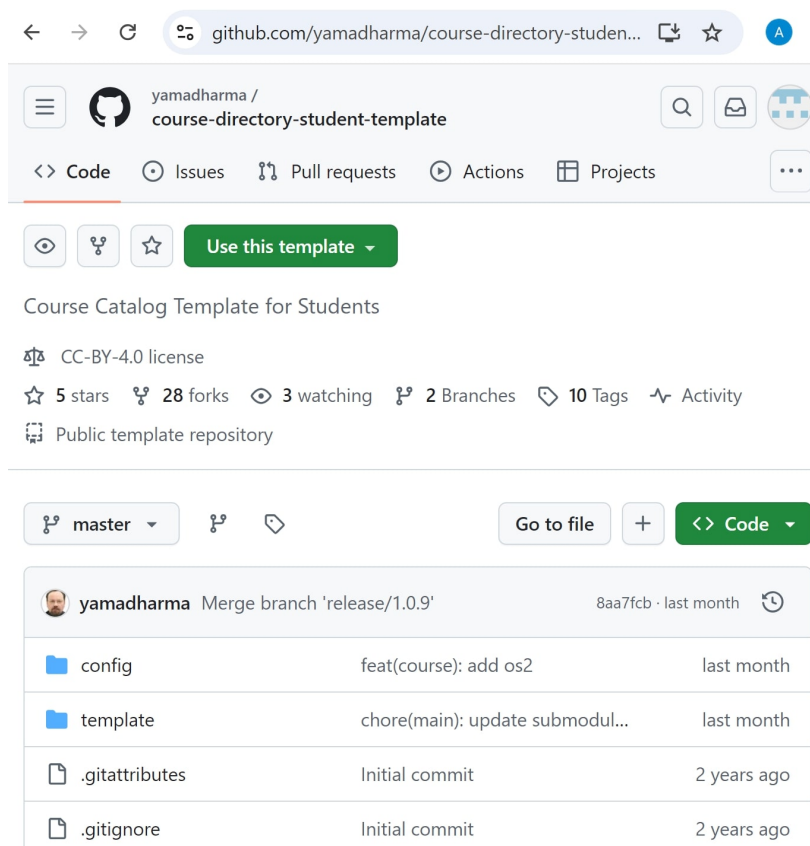 github.com/yamadharma/course-directory-studen...
A
yamadharma /
course-directory-student-template
Code Issues Pull requests Actions Projects
Use this template
Course Catalog Template for Students
CC-BY-4.0 license
5 stars 28 forks 3 watching 2 Branches 10 Tags Activity
Public template repository
master Go to file Code
yamadharma Merge branch 'release/1.0.9' 8aa7fcb · last month
config feat(course): add os2 last month
template chore(main): update submodul... last month
.gitattributes Initial commit 2 years ago
.gitignore Initial commit 2 years ago